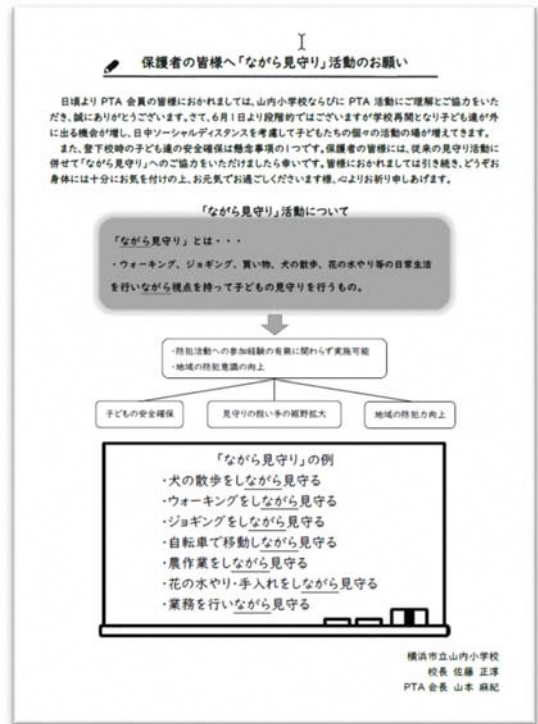 保護者の皆様へ「ながら見守り」活動のお願い
日頃より PTA 会員の皆様におかれましては、山内小学校ならびに PTA 活動にご理解とご協力をいた
だき、誠にありがとうございます。さて、6月1日より段階的ではございますが学校再開となり子ども達が外
に出る機会が増し、日中ソーシャルディスタンスを考慮して子どもたちの個々の活動の場が増えてきます。
また、登下校時の子ども達の安全確保は懸念事項の1つです。保護者の皆様には、従来の見守り活動に
併せて「ながら見守り」へのご協力をいただけましたら幸いです。皆様におかれましては引き続き、どうぞお
身体には十分にお気を付けの上、お元気でお過ごしくださいます様、心よりお祈り申しあげます。
「ながら見守り」活動について
「ながら見守り」とは・・・
・ウォーキング、ジョギング、買い物、犬の散歩、花の水やり等の日常生活
を行いながら視点を持って子どもの見守りを行うもの。
・防犯活動への参加経験の有無に関わらず実施可能
・地域の防犯意識の向上
子どもの安全確保
見守りの担い手の裾野拡大
地域の防犯力向上
「ながら見守り」の例
・犬の散歩をしながら見守る
・ウォーキングをしながら見守る
・ジョギングをしながら見守る
・自転車で移動しながら見守る
・農作業をしながら見守る
・花の水やり・手入れをしながら見守る
・業務を行いながら見守る
横浜市立山内小学校
校長 佐藤 正淳
PTA 会長 山本 麻紀